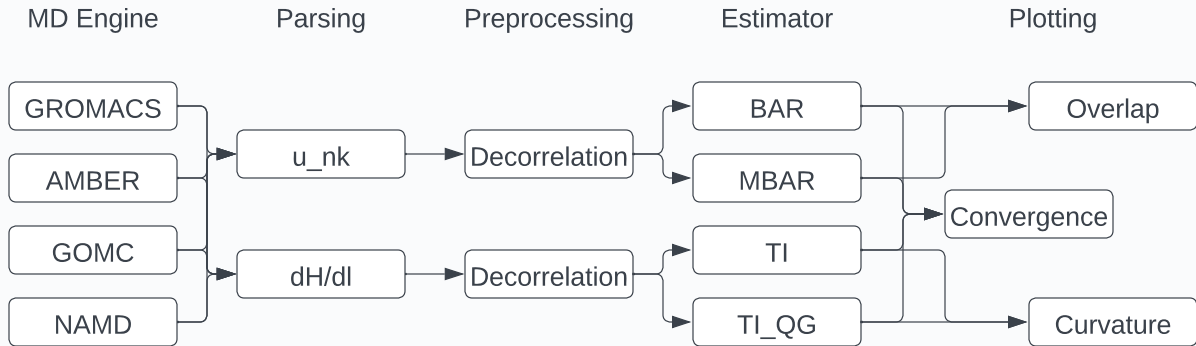 MD Engine
Parsing
Preprocessing
Estimator
Plotting
GROMACS
AMBER
GOMC
NAMD
u_nk
dH/dl
Decorrelation
Decorrelation
BAR
MBAR
TI
TI_QG
Overlap
Convergence
Curvature